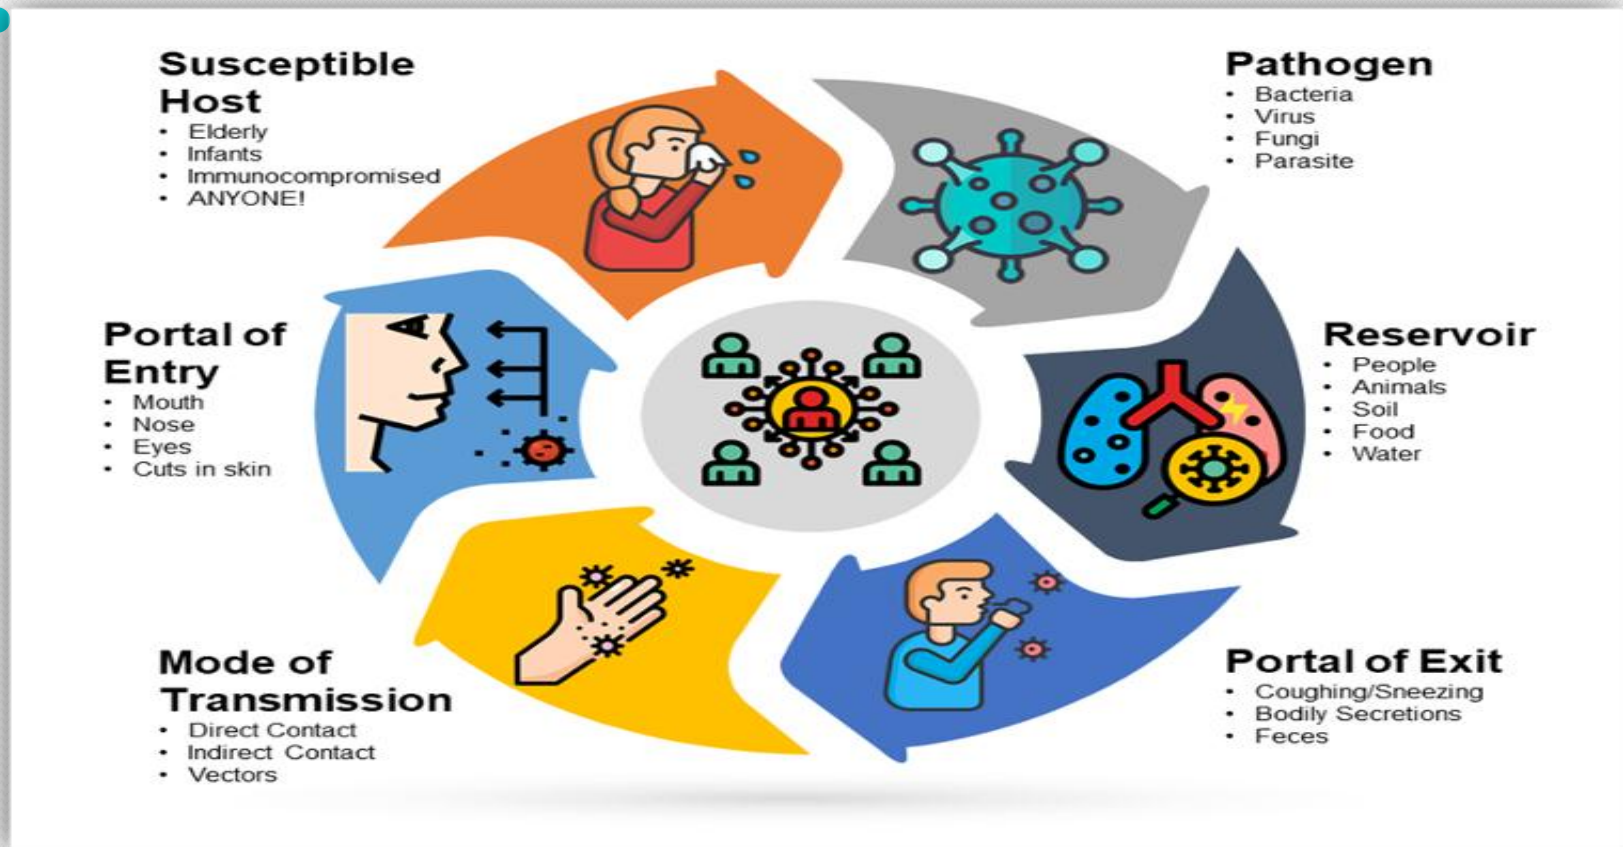 Susceptible
Host
• Elderly
• Infants
• Immunocompromised
• ANYONE!
Pathogen
• Bacteria
• Virus
• Fungi
• Parasite
Portal of
Entry
• Mouth
• Nose
• Eyes
• Cuts in skin
Reservoir
• People
• Animals
• Soil
• Food
• Water
Mode of
Transmission
• Direct Contact
• Indirect Contact
• Vectors
Portal of Exit
• Coughing/Sneezing
• Bodily Secretions
• Feces